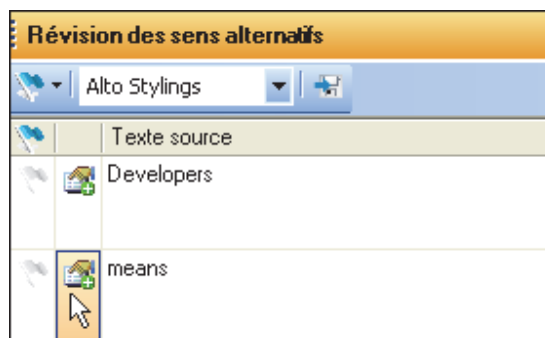 Révision des sens alternatifs
Alto Stylings
Texte source
Developers
means